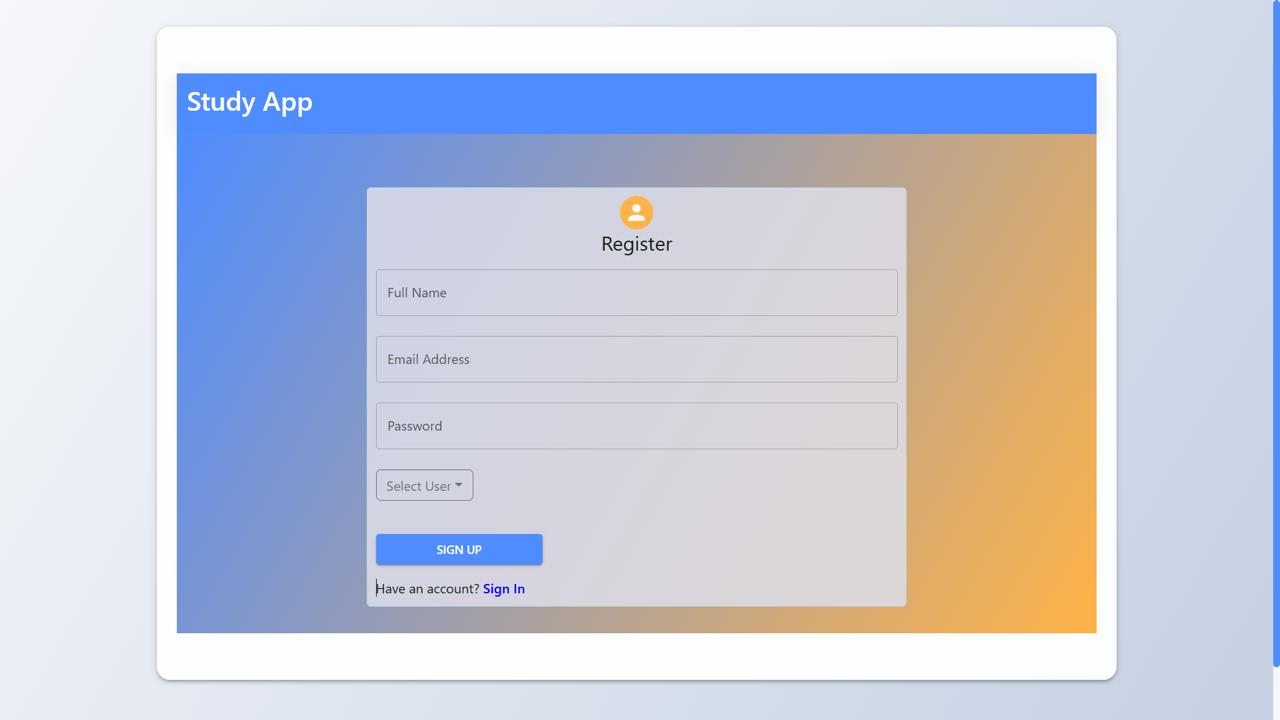 Study App
Register
Full Name
Email Address
Password
Select User
SIGN UP
Have an account? Sign In